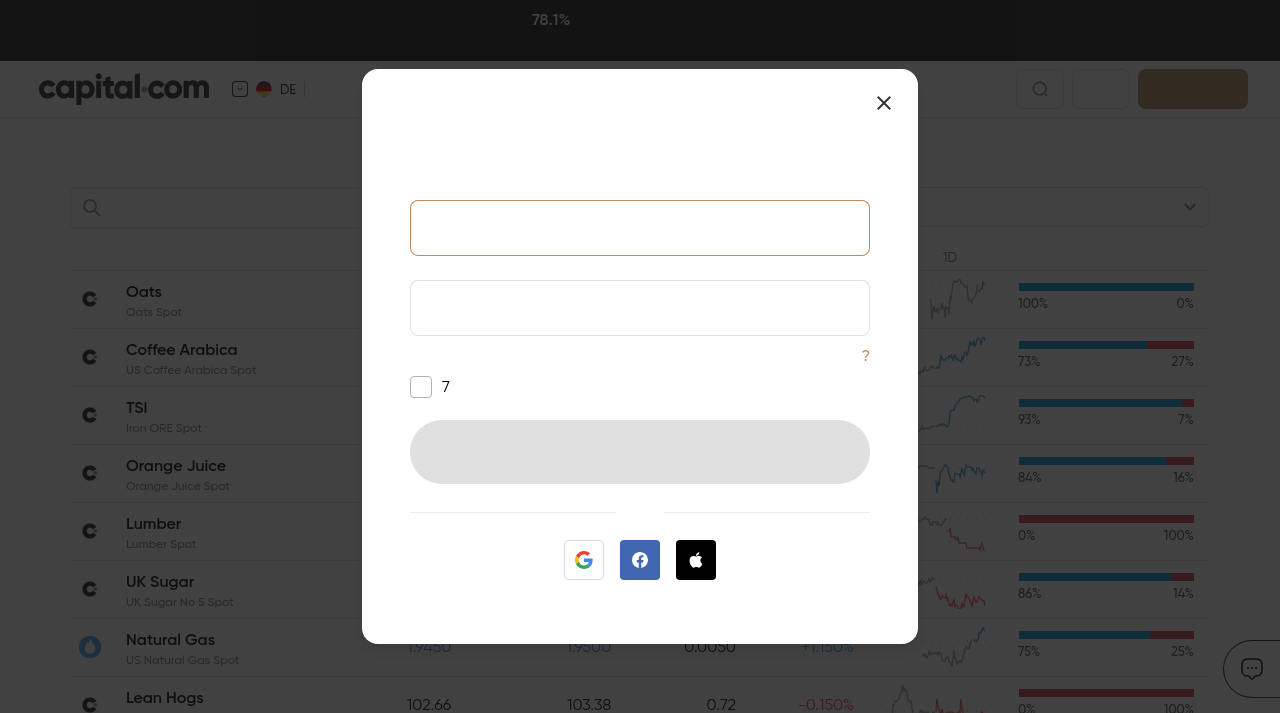 78.1%
capital.com
DE
1D
Oats
Oats Spot
100%
0%
Coffee Arabica
US Coffee Arabica Spot
73%
27%
?
7
TSI
Iron ORE Spot
93%
7%
Orange Juice
Orange Juice Spot
84%
16%
Lumber
Lumber Spot
0%
100%
UK Sugar
UK Sugar No 5 Spot
86%
14%
Natural Gas
US Natural Gas Spot
1.9450
1.9500
0.0050
+1.150%
75%
25%
Lean Hogs
102.66
103.38
0.72
-0.150%
0%
100%